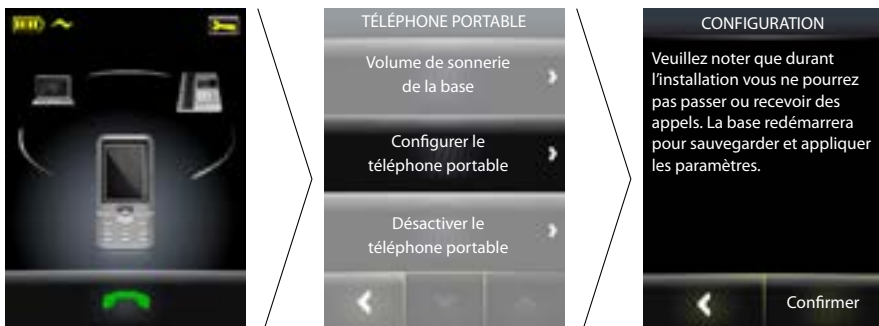 TÉLÉPHONE PORTABLE
Volume de sonnerie
de la base
Configurer le
téléphone portable
Désactiver le
téléphone portable
CONFIGURATION
Veuillez noter que durant
l'installation vous ne pourrez
pas passer ou recevoir des
appels. La base redémarrera
pour sauvegarder et appliquer
les paramètres.
Confirmer